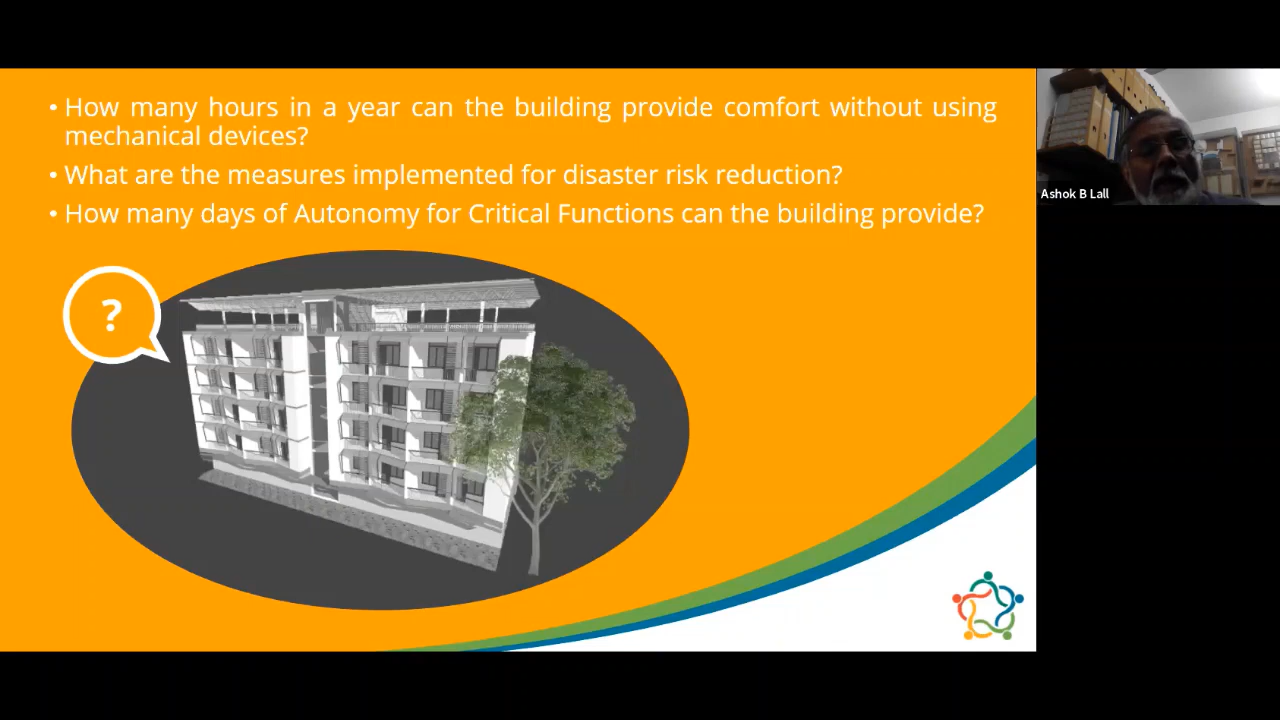 • How many hours in a year can the building provide comfort without using
mechanical devices?
• What are the measures implemented for disaster risk reduction?
• How many days of Autonomy for Critical Functions can the building provide?
?
Ashok B Lall